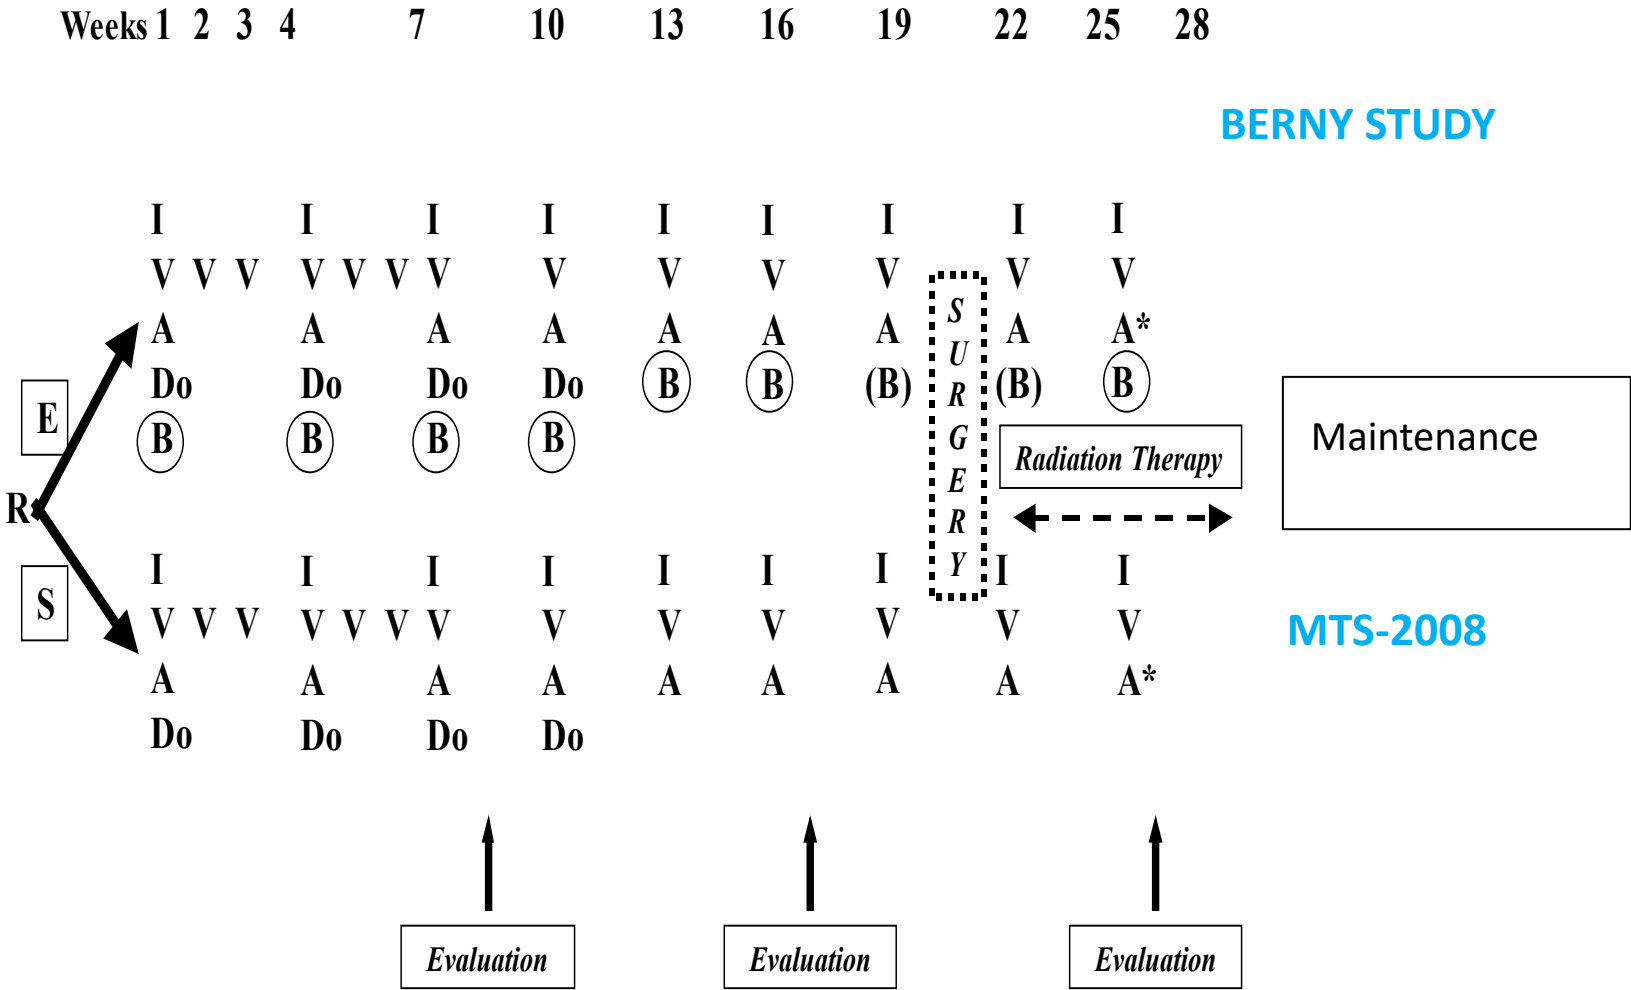 Weeks 1 2 3 4 7 10 13 16 19 22 25 28
BERNY STUDY
I I I I I I I I I
V V V V V V V V V V V V V
A A A A A A A A A*
Do Do Do Do B B (B) (B) B
B B B B
E
R
S
SURGERY
Radiation Therapy
Maintenance
I I I I I I I I I
V V V V V V V V V V V V V
MTS-2008
A A A A A A A A A*
Do Do Do Do
Evaluation Evaluation Evaluation